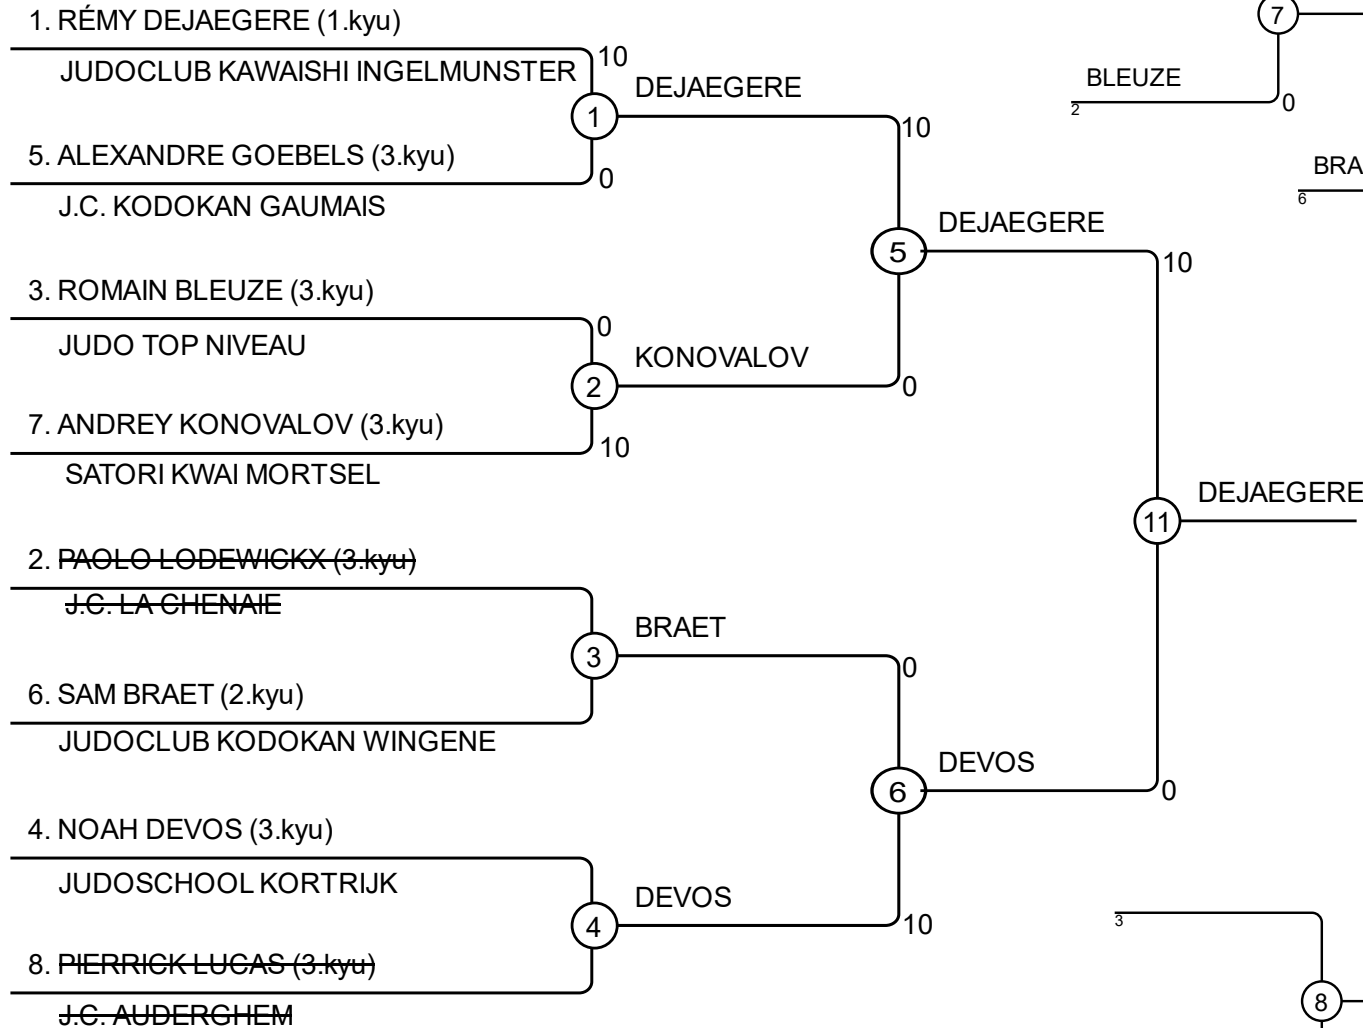 1. RÉMY DEJAEGERE (1.kyu)
JUDOCLUB KAWAISHI INGELMUNSTER
10
1
DEJAEGERE
5. ALEXANDRE GOEBELS (3.kyu)
0
J.C. KODOKAN GAUMAIS
10
5
DEJAEGERE
3. ROMAIN BLEUZE (3.kyu)
0
JUDO TOP NIVEAU
2
KONOVALOV
0
7. ANDREY KONOVALOV (3.kyu)
10
SATORI KWAI MORTSEL
10
11
DEJAEGERE
2. PAOLO LODEWICKX (3.kyu)
J.C. LA CHENAIE
3
BRAET
0
6. SAM BRAET (2.kyu)
JUDOCLUB KODOKAN WINGENE
6
DEVOS
0
4. NOAH DEVOS (3.kyu)
JUDOSCHOOL KORTRIJK
4
DEVOS
10
8. PIERRICK LUCAS (3.kyu)
J.C. AUDERGHEM
7
BLEUZE
2
0
BRA
6
3
8